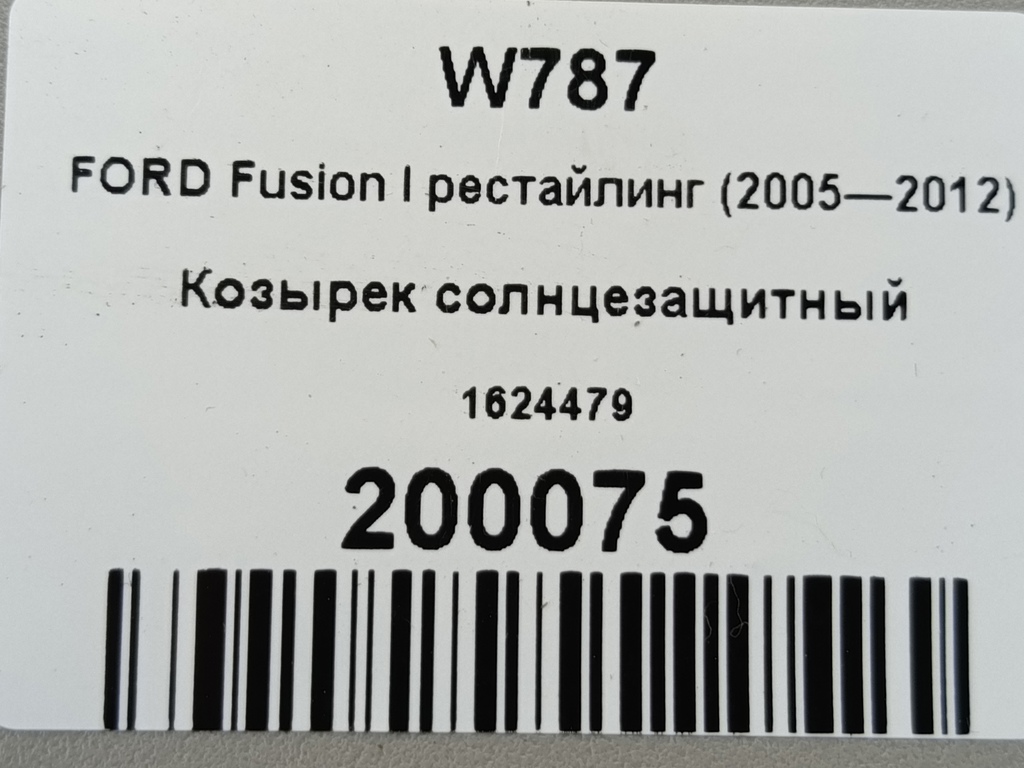 W787
FORD Fusion I рестайлинг (2005—2012)
Козырек солнцезащитный
1624479
200075